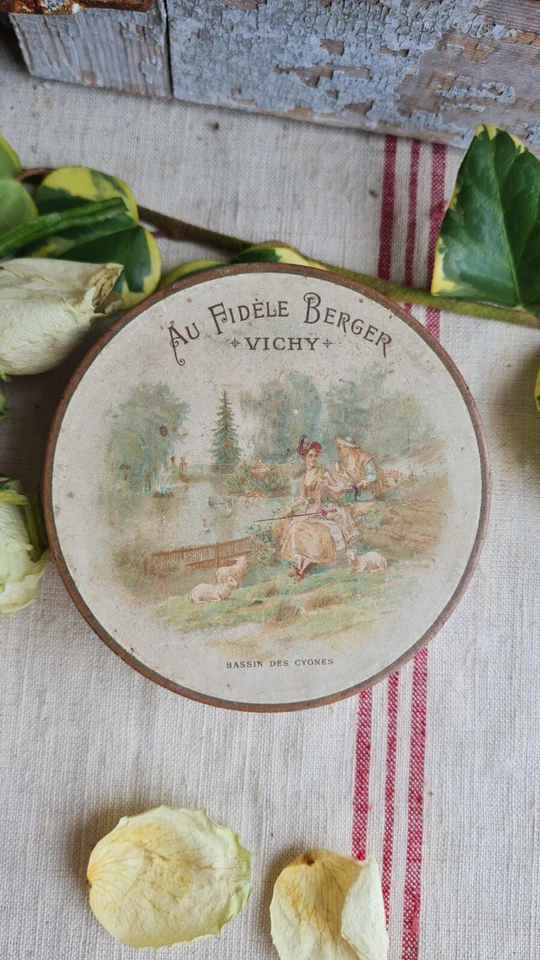 Au Fidèle Berger
VICHY
BASSIN DES CYGNES